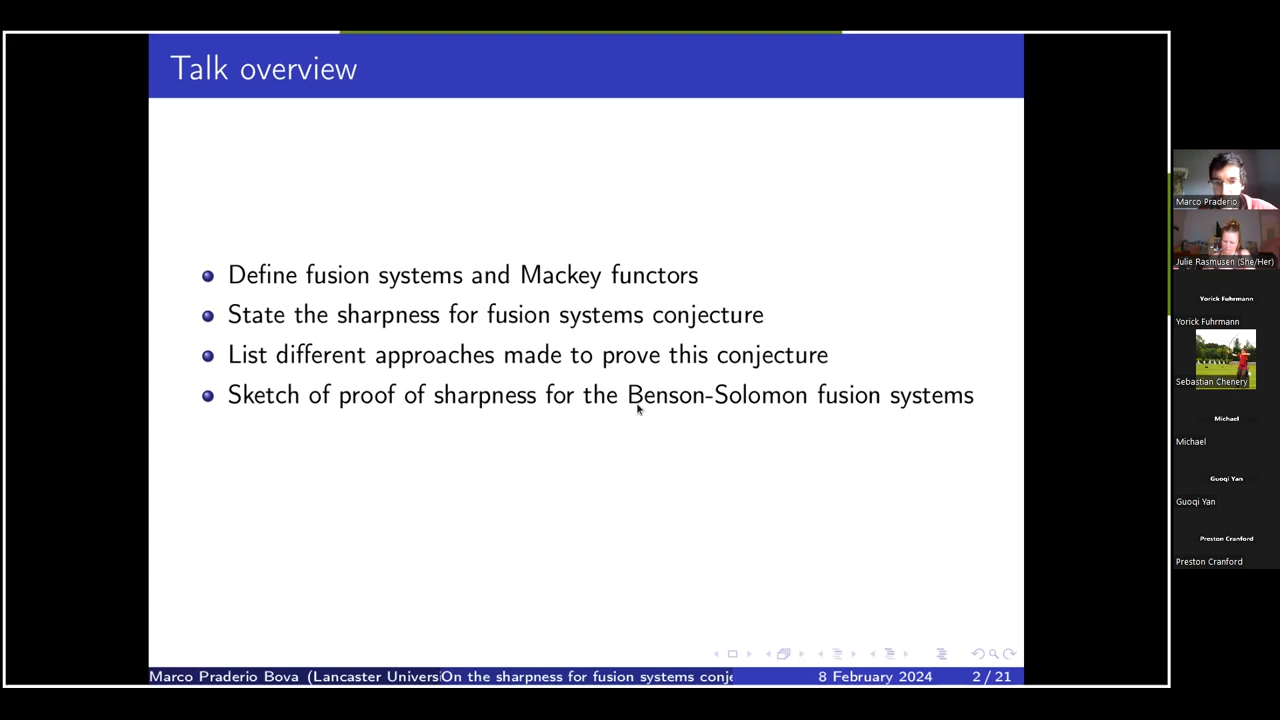 Talk overview
Define fusion systems and Mackey functors
State the sharpness for fusion systems conjecture
List different approaches made to prove this conjecture
Sketch of proof of sharpness for the Benson-Solomon fusion systems
Marco Praderio Bova (Lancaster Universi On the sharpness for fusion systems conje 8 February 2024 2 / 21
Marco Praderio
Julie Rasmusen (She/Her)
Yorick Fuhrmann
Yorick Fuhrmann
Sebastian Chenery
Michael
Michael
Guoqi Yan
Guoqi Yan
Preston Cranford
Preston Cranford